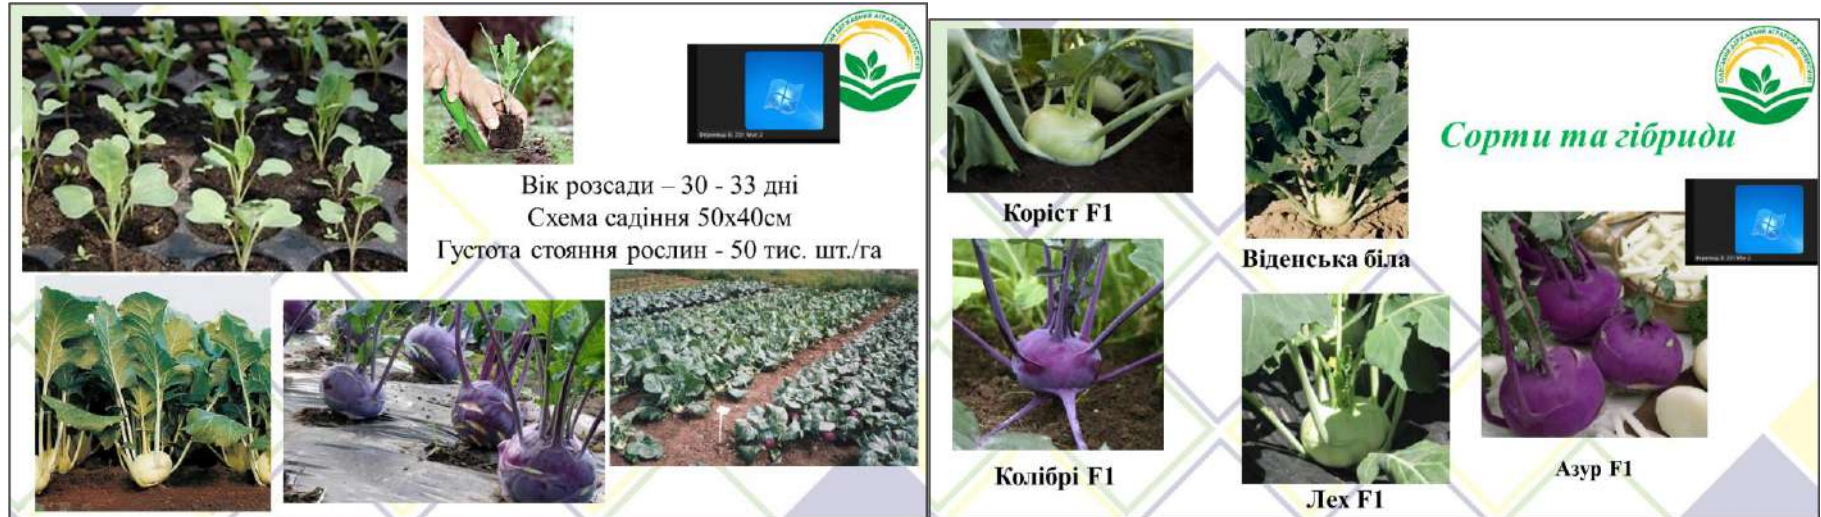 Вік розсади – 30 - 33 дні
Схема садіння 50х40см
Густота стояння рослин - 50 тис. шт./га
Сорти та гібриди
Коріст F1
Віденська біла
Колібрі F1
Лех F1
Азур F1